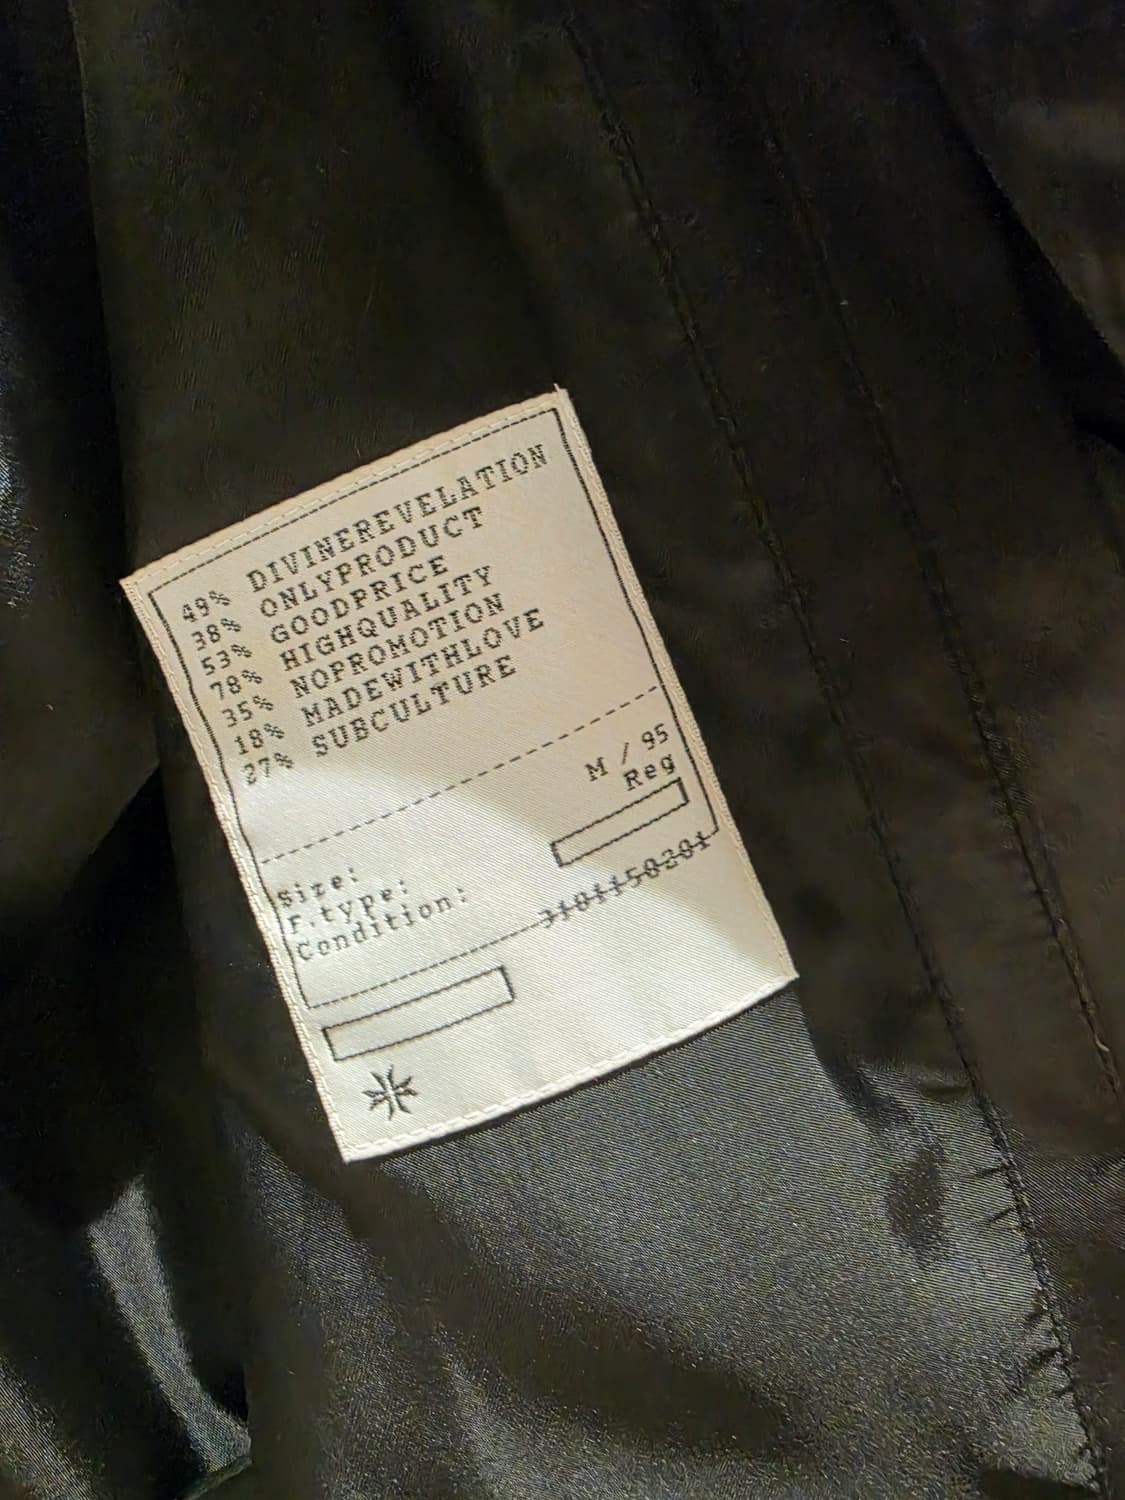 49% DIVINEREVELATION
38% ONLYPRODUCT
53% GOODPRICE
78% HIGHQUALITY
35% NOPROMOTION
18% MADEWITHLOVE
27% SUBCULTURE
Size: M / 95
F.type: Reg
Condition:
3101150201